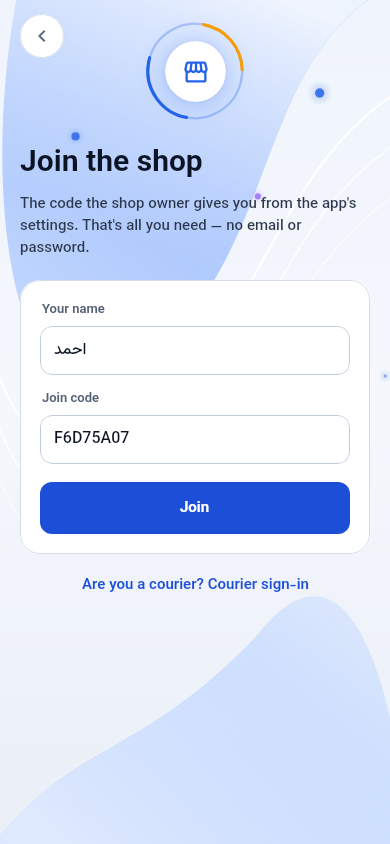 Join the shop
The code the shop owner gives you from the app's
settings. That's all you need — no email or
password.
Your name
احمد
Join code
F6D75A07
Join
Are you a courier? Courier sign-in